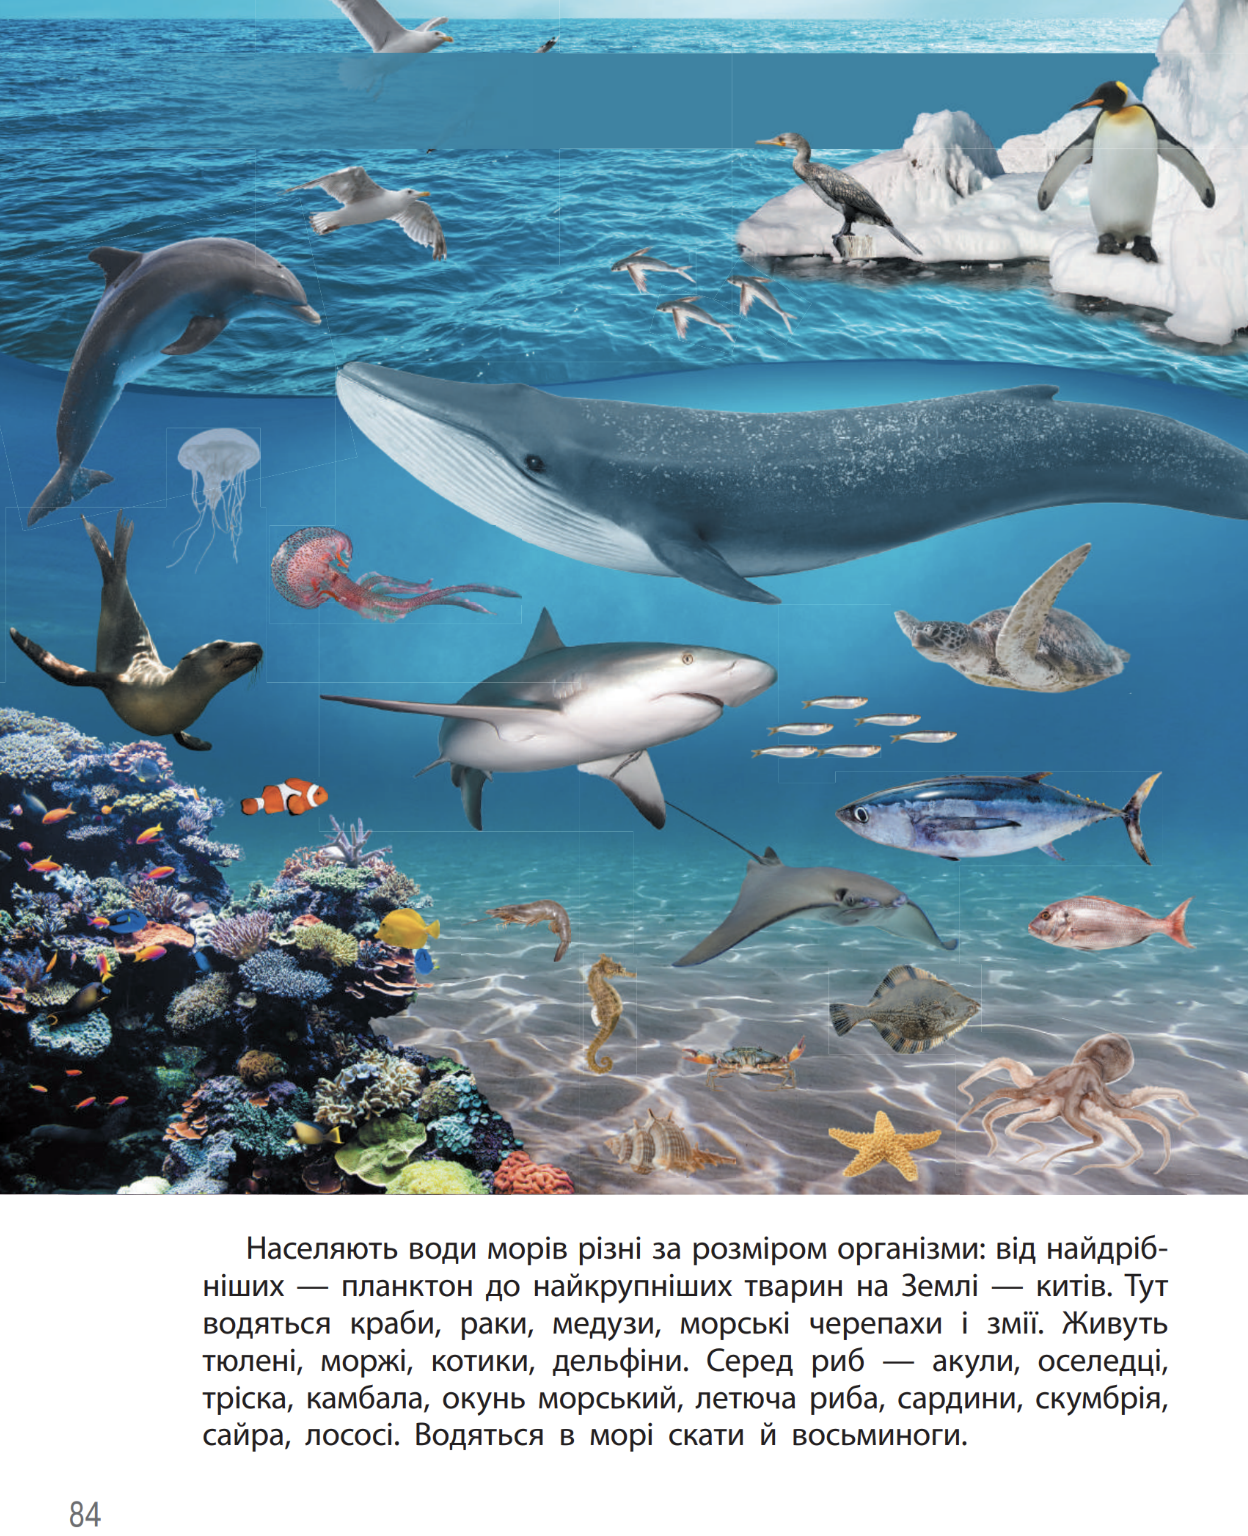 Населяють води морів різні за розміром організми: від найдріб-
ніших — планктон до найкрупніших тварин на Землі — китів. Тут
водяться краби, раки, медузи, морські черепахи і змії. Живуть
тюлені, моржі, котики, дельфіни. Серед риб — акули, оселедці,
тріска, камбала, окунь морський, летюча риба, сардини, скумбрія,
сайра, лососі. Водяться в морі скати й восьминоги.
84